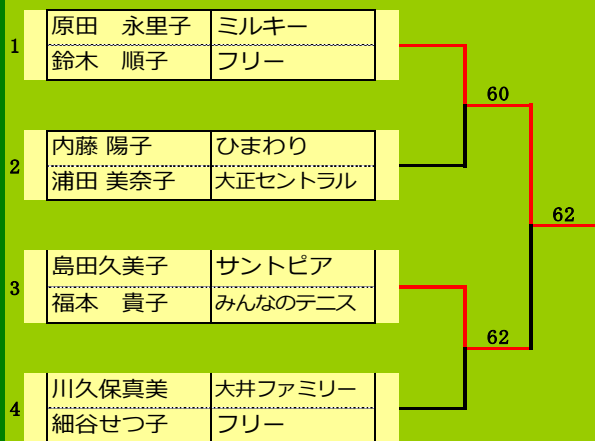 原田　永里子 ミルキー
1
鈴木　順子 フリー
60
内藤 陽子 ひまわり
2
浦田 美奈子 大正セントラル
62
島田久美子 サントピア
3
福本　貴子 みんなのテニス
62
川久保真美 大井ファミリー
4
細谷せつ子 フリー